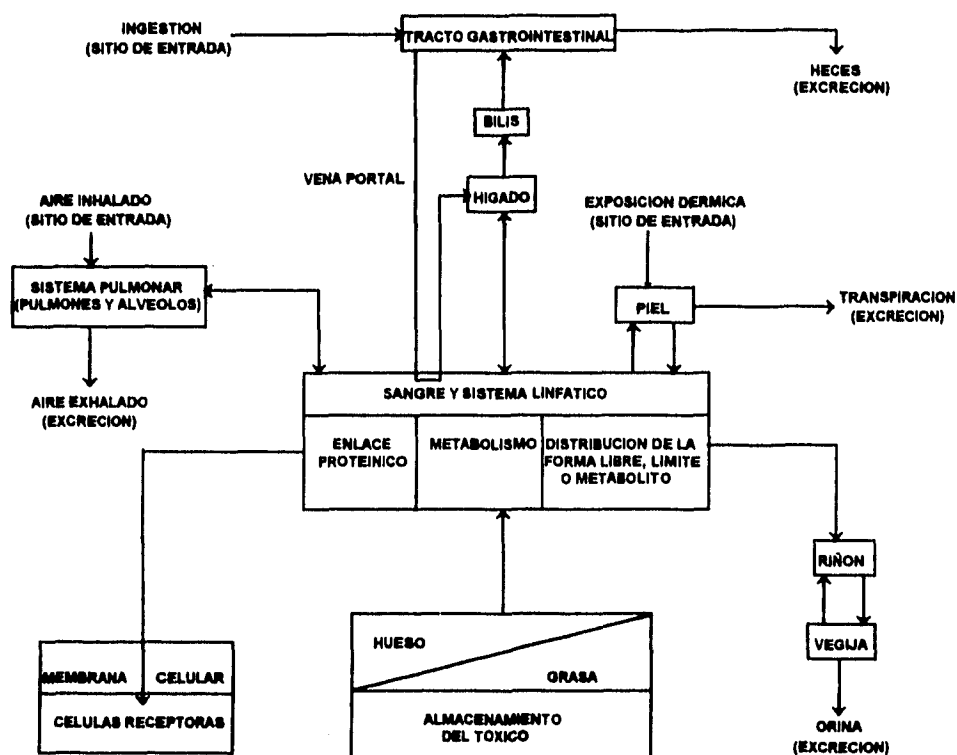 INGESTION
(SITIO DE ENTRADA)
TRACTO GASTROINTESTINAL
HECES
(EXCRECION)
BILIS
VENA PORTAL
HIGADO
AIRE INHALADO
(SITIO DE ENTRADA)
EXPOSICION DERMICA
(SITIO DE ENTRADA)
SISTEMA PULMONAR
(PULMONES Y ALVEOLOS)
PIEL
TRANSPIRACION
(EXCRECION)
AIRE EXHALADO
(EXCRECION)
SANGRE Y SISTEMA LINFATICO
ENLACE
PROTEINICO
METABOLISMO
DISTRIBUCION DE LA
FORMA LIBRE, LIMITE
O METABOLITO
RIÑON
VEGIJA
ORINA
(EXCRECION)
HUESO
GRASA
ALMACENAMIENTO
DEL TOXICO
MEMBRANA CELULAR
CELULAS RECEPTORAS